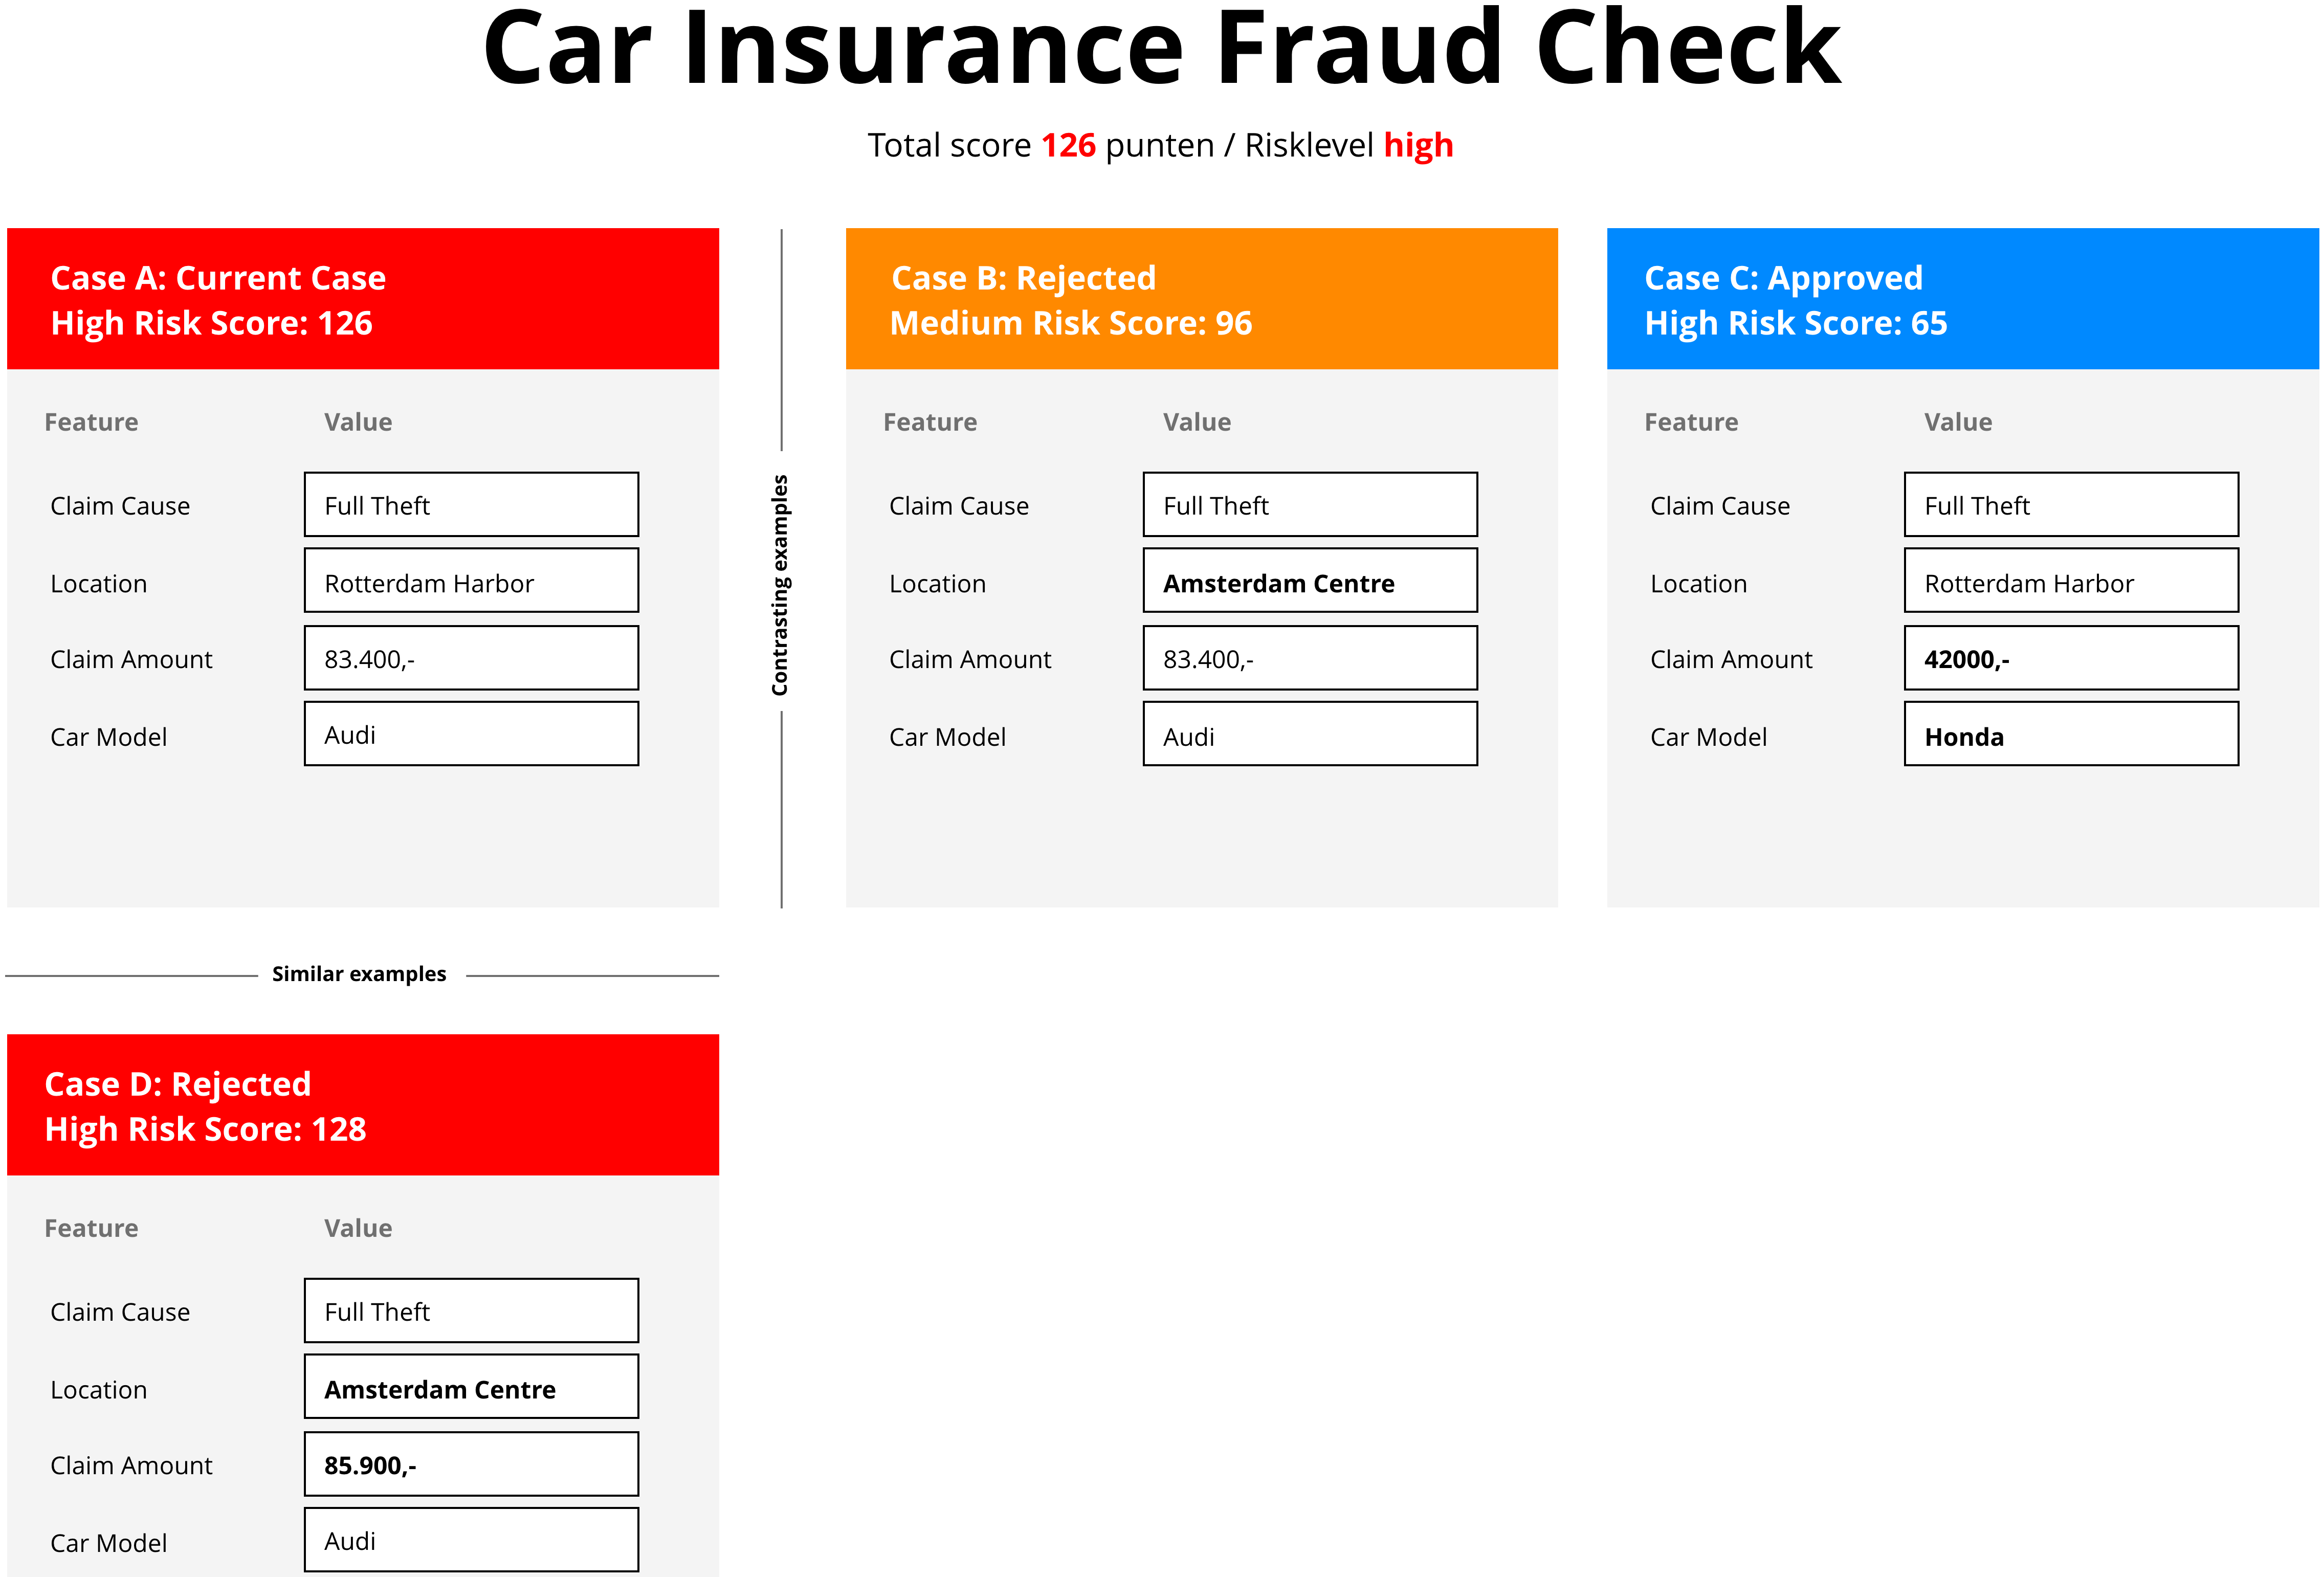 Car Insurance Fraud Check
Total score 126 punten / Risklevel high
Case A: Current Case
High Risk Score: 126
Feature Value
Claim Cause Full Theft
Location Rotterdam Harbor
Claim Amount 83.400,-
Car Model Audi
Contrasting examples
Case B: Rejected
Medium Risk Score: 96
Feature Value
Claim Cause Full Theft
Location Amsterdam Centre
Claim Amount 83.400,-
Car Model Audi
Case C: Approved
High Risk Score: 65
Feature Value
Claim Cause Full Theft
Location Rotterdam Harbor
Claim Amount 42000,-
Car Model Honda
Similar examples
Case D: Rejected
High Risk Score: 128
Feature Value
Claim Cause Full Theft
Location Amsterdam Centre
Claim Amount 85.900,-
Car Model Audi